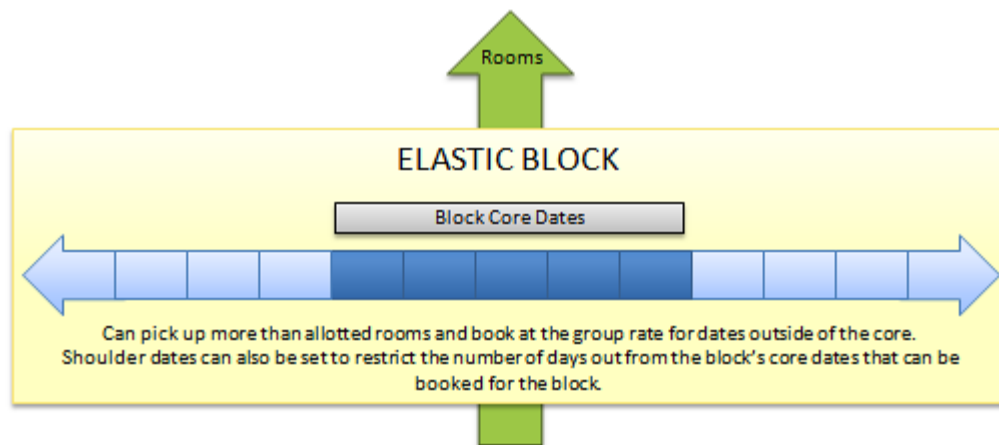 Rooms
ELASTIC BLOCK
Block Core Dates
Can pick up more than allotted rooms and book at the group rate for dates outside of the core.
Shoulder dates can also be set to restrict the number of days out from the block's core dates that can be
booked for the block.